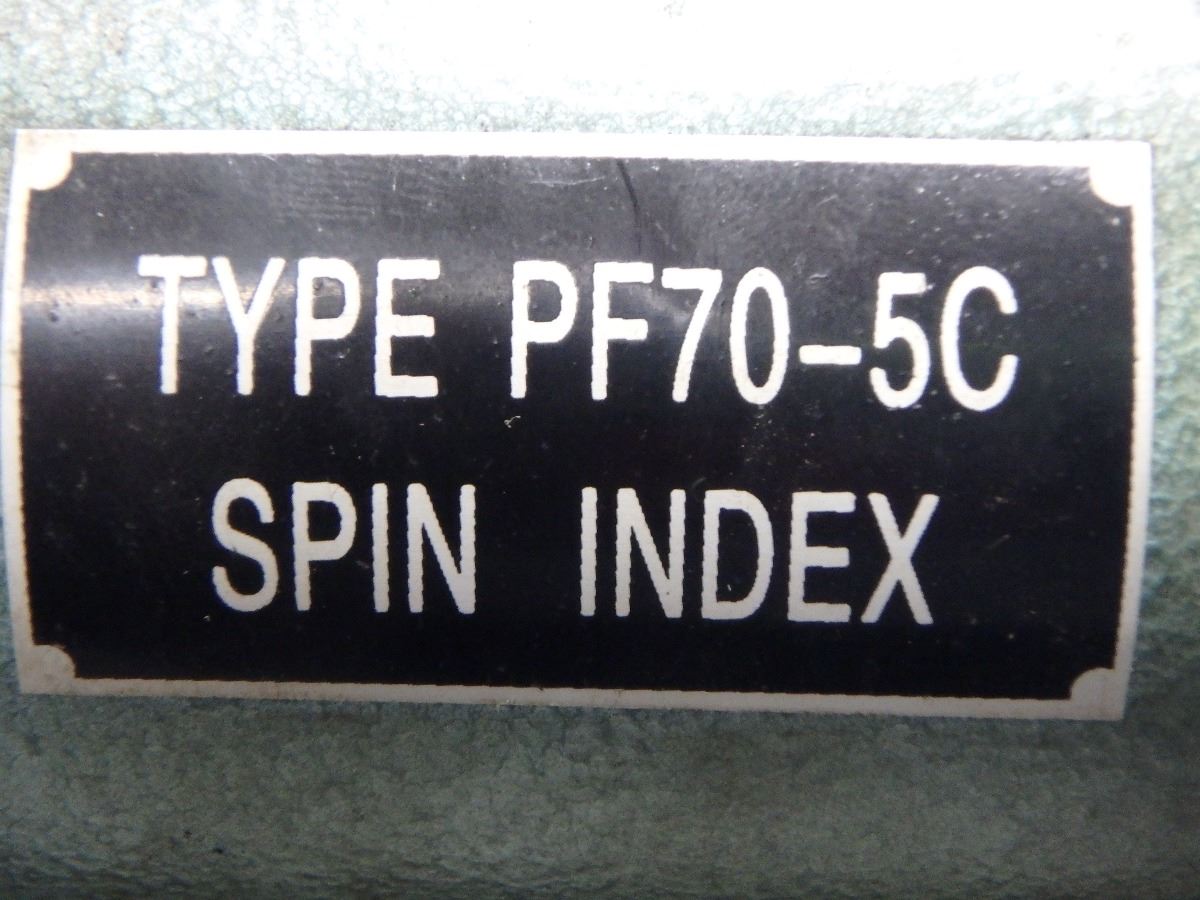 TYPE PF70-5C
SPIN INDEX